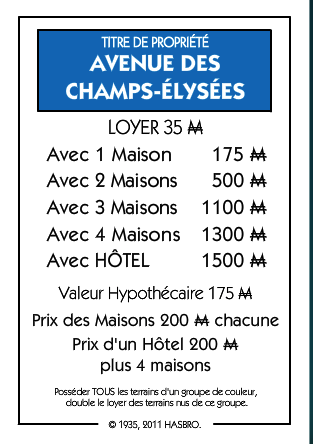 TITRE DE PROPRIÉTÉ
AVENUE DES
CHAMPS-ÉLYSÉES
LOYER 35 ₩
Avec 1 Maison 175 ₩
Avec 2 Maisons 500 ₩
Avec 3 Maisons 1100 ₩
Avec 4 Maisons 1300 ₩
Avec HÔTEL 1500 ₩
Valeur Hypothécaire 175 ₩
Prix des Maisons 200 ₩ chacune
Prix d'un Hôtel 200 ₩
plus 4 maisons
Posséder TOUS les terrains d'un groupe de couleur,
double le loyer des terrains nus de ce groupe.
© 1935, 2011 HASBRO.